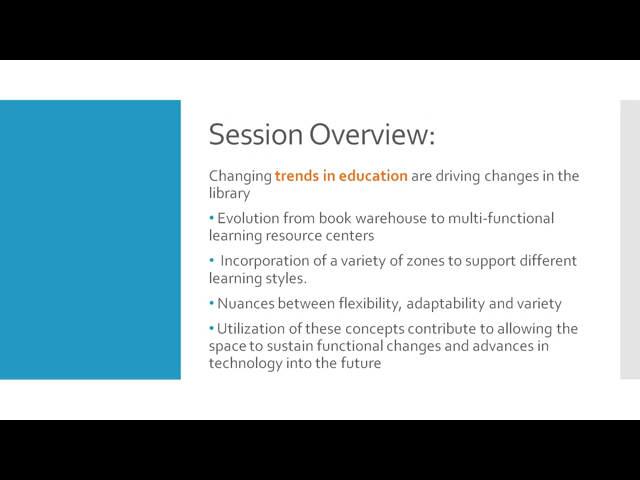 Session Overview:
Changing trends in education are driving changes in the
library
• Evolution from book warehouse to multi-functional
learning resource centers
• Incorporation of a variety of zones to support different
learning styles.
• Nuances between flexibility, adaptability and variety
• Utilization of these concepts contribute to allowing the
space to sustain functional changes and advances in
technology into the future